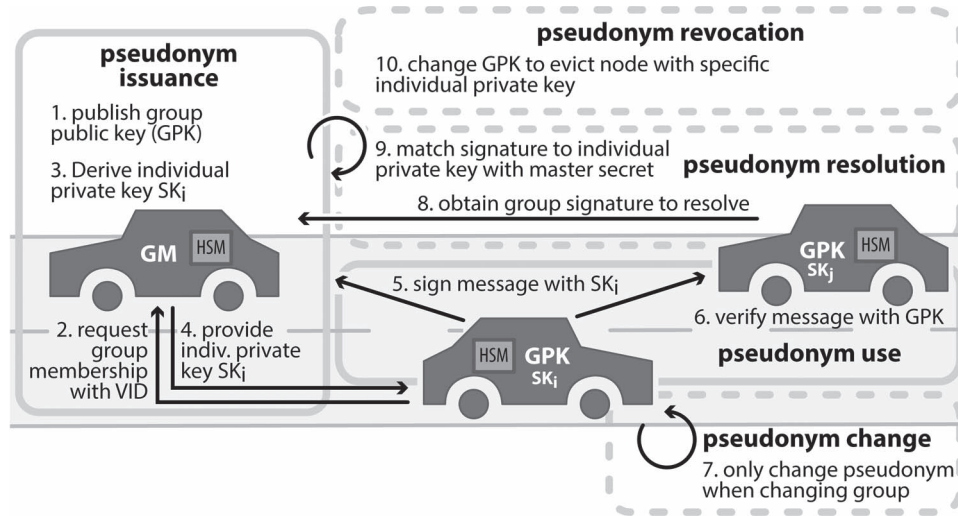 pseudonym
issuance
1. publish group
public key (GPK)
3. Derive individual
private key SKi
GM
HSM
2. request
group
membership
with VID
4. provide
indiv. private
key SKi
pseudonym revocation
10. change GPK to evict node with specific
individual private key
9. match signature to individual
private key with master secret
pseudonym resolution
8. obtain group signature to resolve
GPK
SKj
HSM
5. sign message with SKi
6. verify message with GPK
pseudonym use
HSM
GPK
SKi
pseudonym change
7. only change pseudonym
when changing group